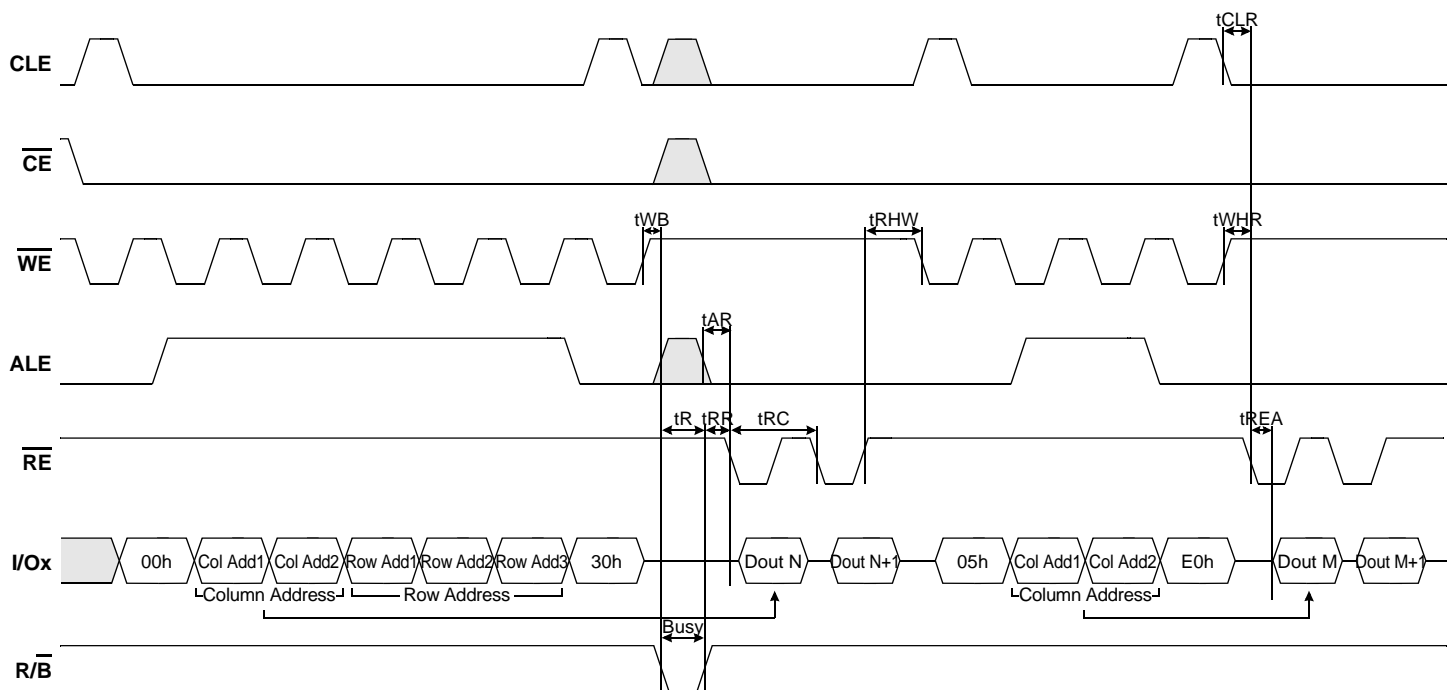 tCLR
CLE
CE
tWB
tRHW
tWHR
WE
tAR
ALE
tR
tRR
tRC
tREA
RE
I/Ox
00h
Col Add1
Col Add2
Row Add1
Row Add2
Row Add3
30h
Dout N
Dout N+1
05h
Col Add1
Col Add2
E0h
Dout M
Dout M+1
Column Address
Row Address
Column Address
Busy
R/B